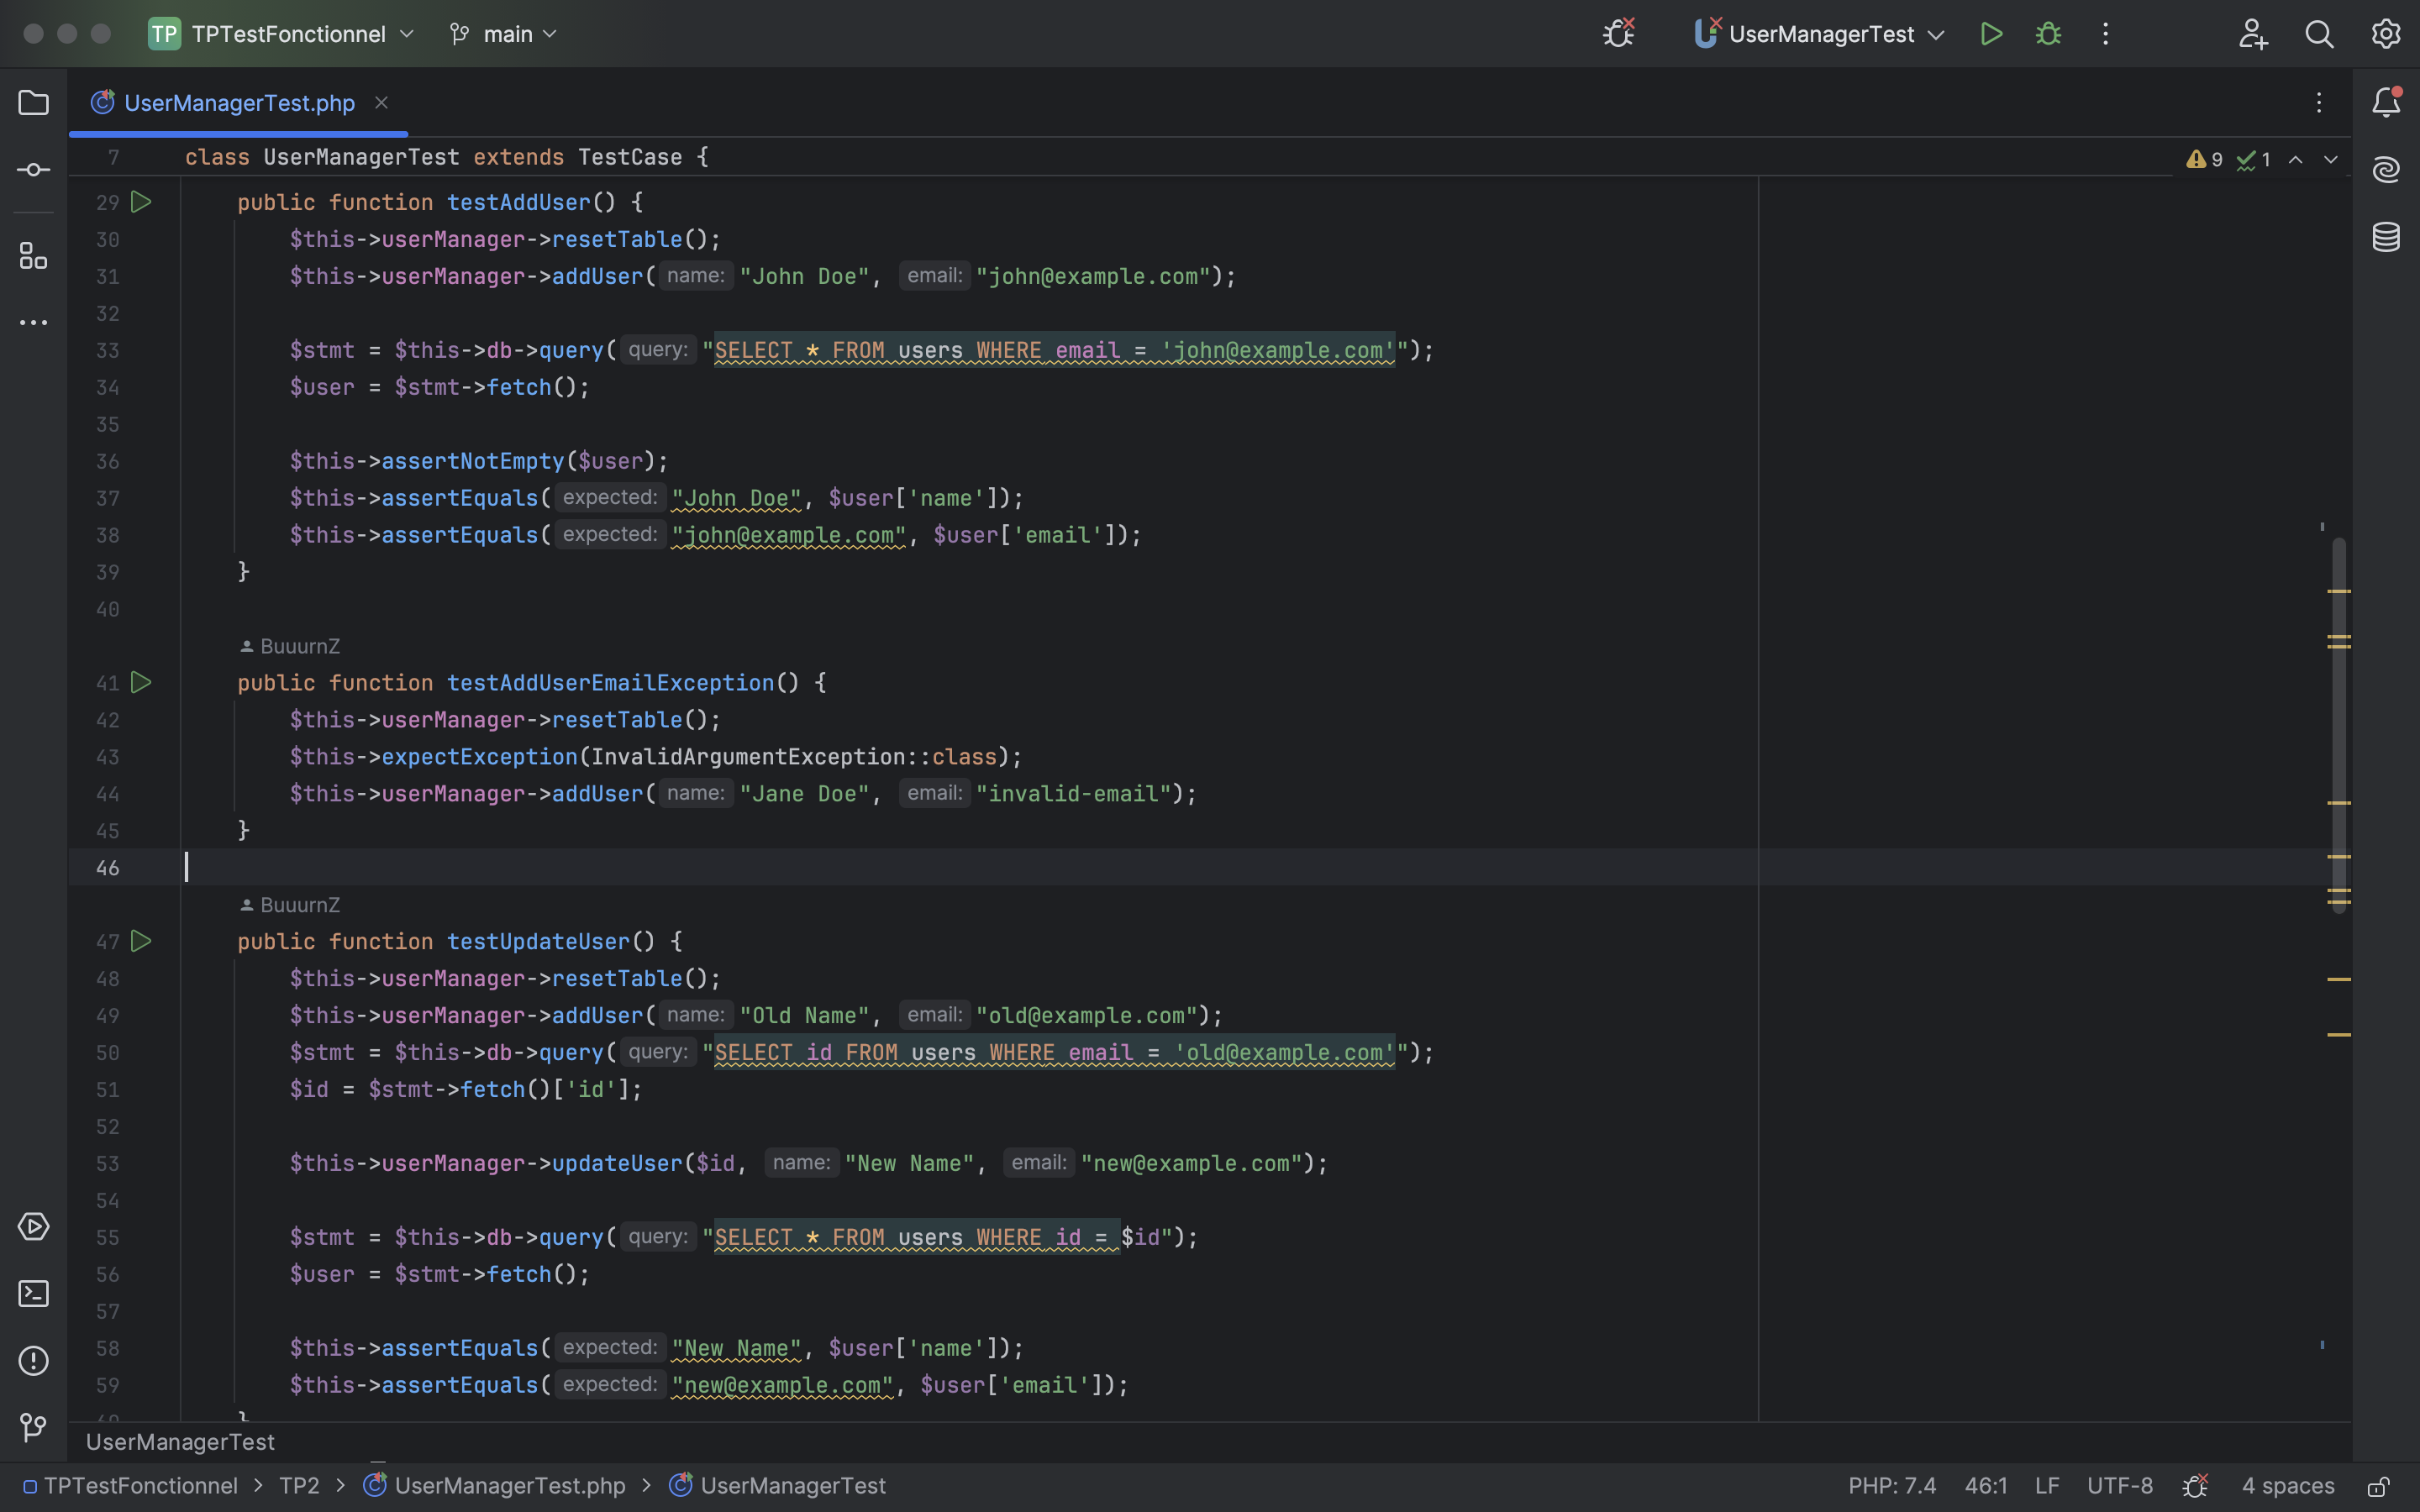 TP TPTestFonctionnel main UserManagerTest
UserManagerTest.php
7 class UserManagerTest extends TestCase { 9 1
29 public function testAddUser() {
30 $this->userManager->resetTable();
31 $this->userManager->addUser( name: "John Doe", email: "john@example.com");
32
33 $stmt = $this->db->query( query: "SELECT * FROM users WHERE email = 'john@example.com'");
34 $user = $stmt->fetch();
35
36 $this->assertNotEmpty($user);
37 $this->assertEquals( expected: "John Doe", $user['name']);
38 $this->assertEquals( expected: "john@example.com", $user['email']);
39 }
40
BuuurnZ
41 public function testAddUserEmailException() {
42 $this->userManager->resetTable();
43 $this->expectException(InvalidArgumentException::class);
44 $this->userManager->addUser( name: "Jane Doe", email: "invalid-email");
45 }
46
BuuurnZ
47 public function testUpdateUser() {
48 $this->userManager->resetTable();
49 $this->userManager->addUser( name: "Old Name", email: "old@example.com");
50 $stmt = $this->db->query( query: "SELECT id FROM users WHERE email = 'old@example.com'");
51 $id = $stmt->fetch()['id'];
52
53 $this->userManager->updateUser($id, name: "New Name", email: "new@example.com");
54
55 $stmt = $this->db->query( query: "SELECT * FROM users WHERE id = $id");
56 $user = $stmt->fetch();
57
58 $this->assertEquals( expected: "New Name", $user['name']);
59 $this->assertEquals( expected: "new@example.com", $user['email']);
60 }
UserManagerTest
TPTestFonctionnel > TP2 > UserManagerTest.php > UserManagerTest PHP: 7.4 46:1 LF UTF-8 4 spaces